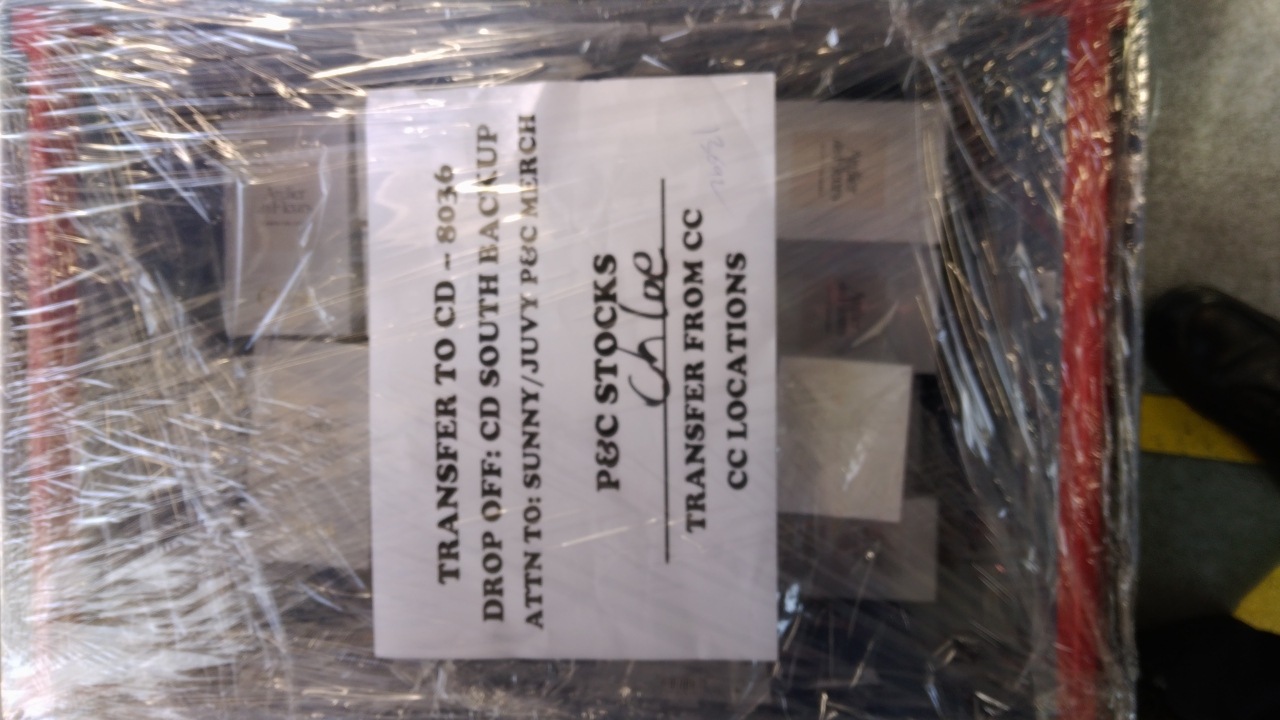 TRANSFER TO CD – 8036
DROP OFF: CD SOUTH BACKUP
ATTN TO: SUNNY/JUVY P&C MERCH
P&C STOCKS
Chloe
TRANSFER FROM CC
CC LOCATIONS
Atelier